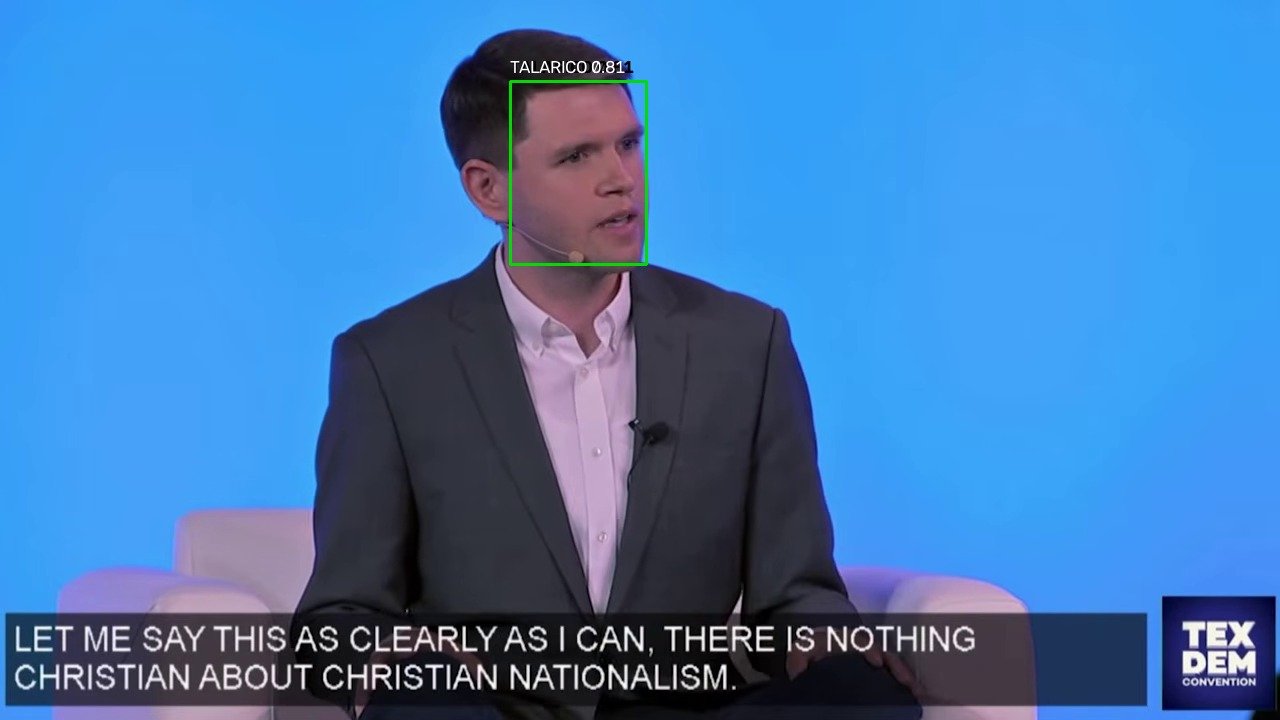 TALARICO 0.811
LET ME SAY THIS AS CLEARLY AS I CAN, THERE IS NOTHING
CHRISTIAN ABOUT CHRISTIAN NATIONALISM.
TEX
DEM
CONVENTION